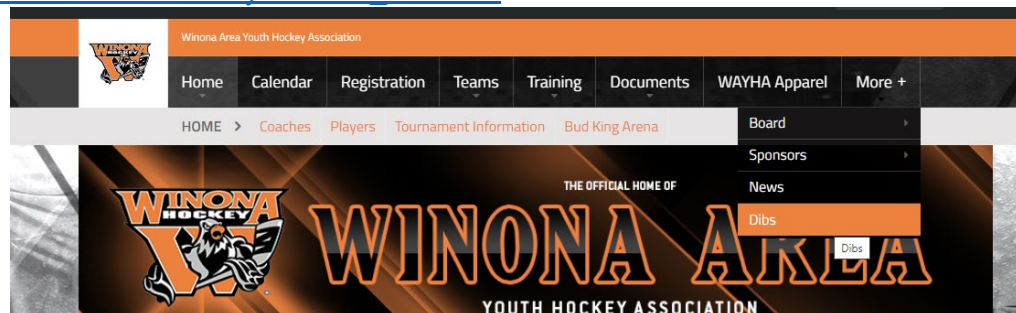 WINONA
HOCKEY
Winona Area Youth Hockey Association
Home Calendar Registration Teams Training Documents WAYHA Apparel More +
HOME > Coaches Players Tournament Information Bud King Arena
Board
Sponsors
News
Dibs
Dibs
WINONA
HOCKEY
THE OFFICIAL HOME OF
WINONA AREA
YOUTH HOCKEY ASSOCIATION